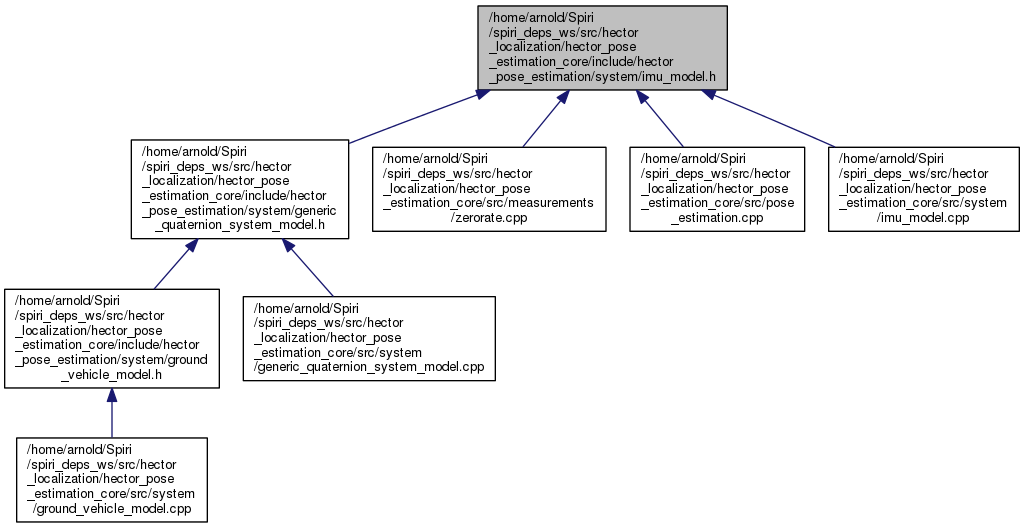 /home/arnold/Spiri
/spiri_deps_ws/src/hector
_localization/hector_pose
_estimation_core/include/hector
_pose_estimation/system/imu_model.h
/home/arnold/Spiri
/spiri_deps_ws/src/hector
_localization/hector_pose
_estimation_core/include/hector
_pose_estimation/system/generic
_quaternion_system_model.h
/home/arnold/Spiri
/spiri_deps_ws/src/hector
_localization/hector_pose
_estimation_core/src/measurements
/zerorate.cpp
/home/arnold/Spiri
/spiri_deps_ws/src/hector
_localization/hector_pose
_estimation_core/src/pose
_estimation.cpp
/home/arnold/Spiri
/spiri_deps_ws/src/hector
_localization/hector_pose
_estimation_core/src/system
/imu_model.cpp
/home/arnold/Spiri
/spiri_deps_ws/src/hector
_localization/hector_pose
_estimation_core/include/hector
_pose_estimation/system/ground
_vehicle_model.h
/home/arnold/Spiri
/spiri_deps_ws/src/hector
_localization/hector_pose
_estimation_core/src/system
/generic_quaternion_system_model.cpp
/home/arnold/Spiri
/spiri_deps_ws/src/hector
_localization/hector_pose
_estimation_core/src/system
/ground_vehicle_model.cpp